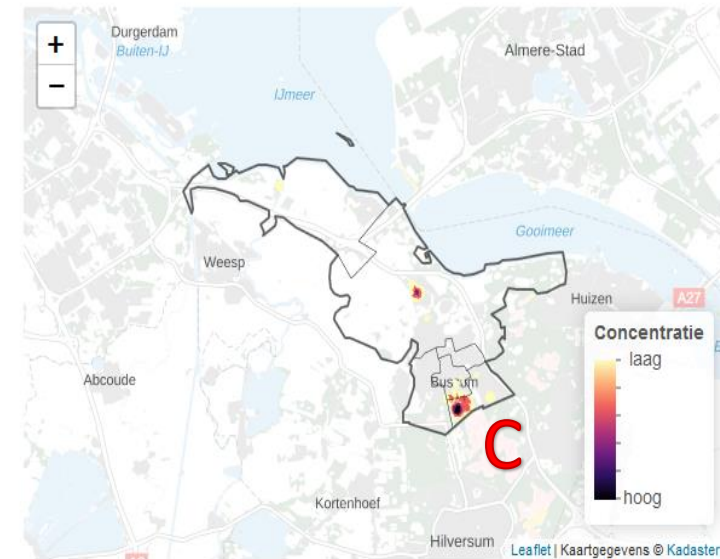 +
−
Durgerdam
Buiten-IJ
Almere-Stad
IJmeer
Gooimeer
Weesp
Huizen
A27
Concentratie
laag
hoog
Abcoude
Bussum
C
Kortenhoef
Hilversum
Leaflet | Kaartgegevens © Kadaster